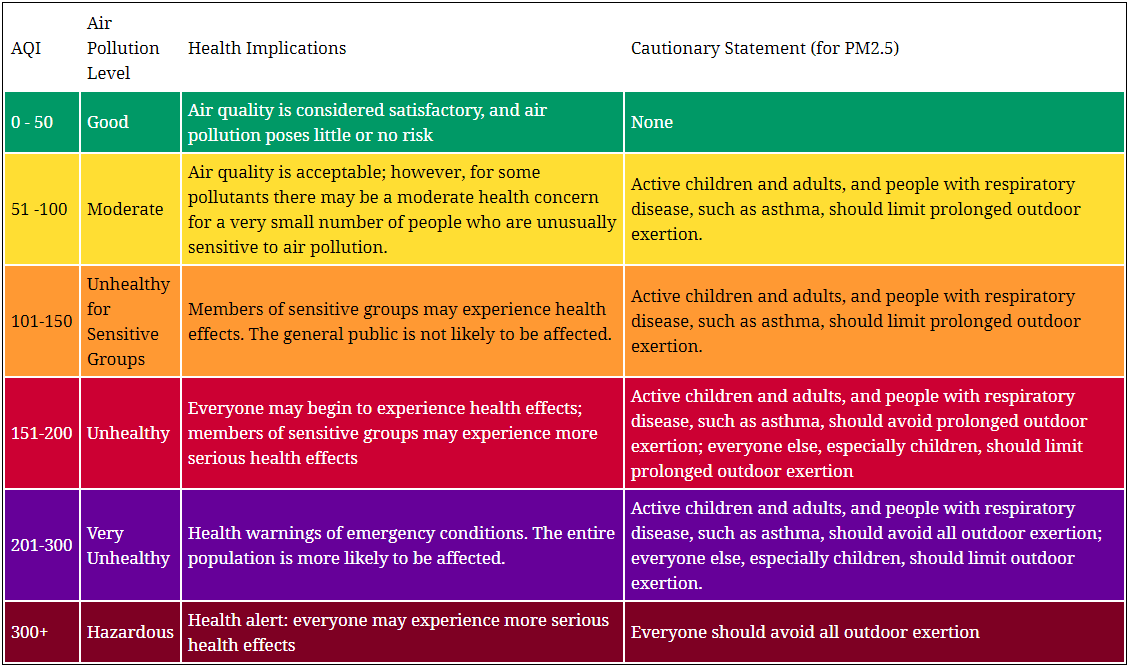 AQI
Air
Pollution
Level
Health Implications
Cautionary Statement (for PM2.5)
0 - 50
Good
Air quality is considered satisfactory, and air
pollution poses little or no risk
None
51 -100
Moderate
Air quality is acceptable; however, for some
pollutants there may be a moderate health concern
for a very small number of people who are unusually
sensitive to air pollution.
Active children and adults, and people with respiratory
disease, such as asthma, should limit prolonged outdoor
exertion.
101-150
Unhealthy
for
Sensitive
Groups
Members of sensitive groups may experience health
effects. The general public is not likely to be affected.
Active children and adults, and people with respiratory
disease, such as asthma, should limit prolonged outdoor
exertion.
151-200
Unhealthy
Everyone may begin to experience health effects;
members of sensitive groups may experience more
serious health effects
Active children and adults, and people with respiratory
disease, such as asthma, should avoid prolonged outdoor
exertion; everyone else, especially children, should limit
prolonged outdoor exertion
201-300
Very
Unhealthy
Health warnings of emergency conditions. The entire
population is more likely to be affected.
Active children and adults, and people with respiratory
disease, such as asthma, should avoid all outdoor exertion;
everyone else, especially children, should limit outdoor
exertion.
300+
Hazardous
Health alert: everyone may experience more serious
health effects
Everyone should avoid all outdoor exertion